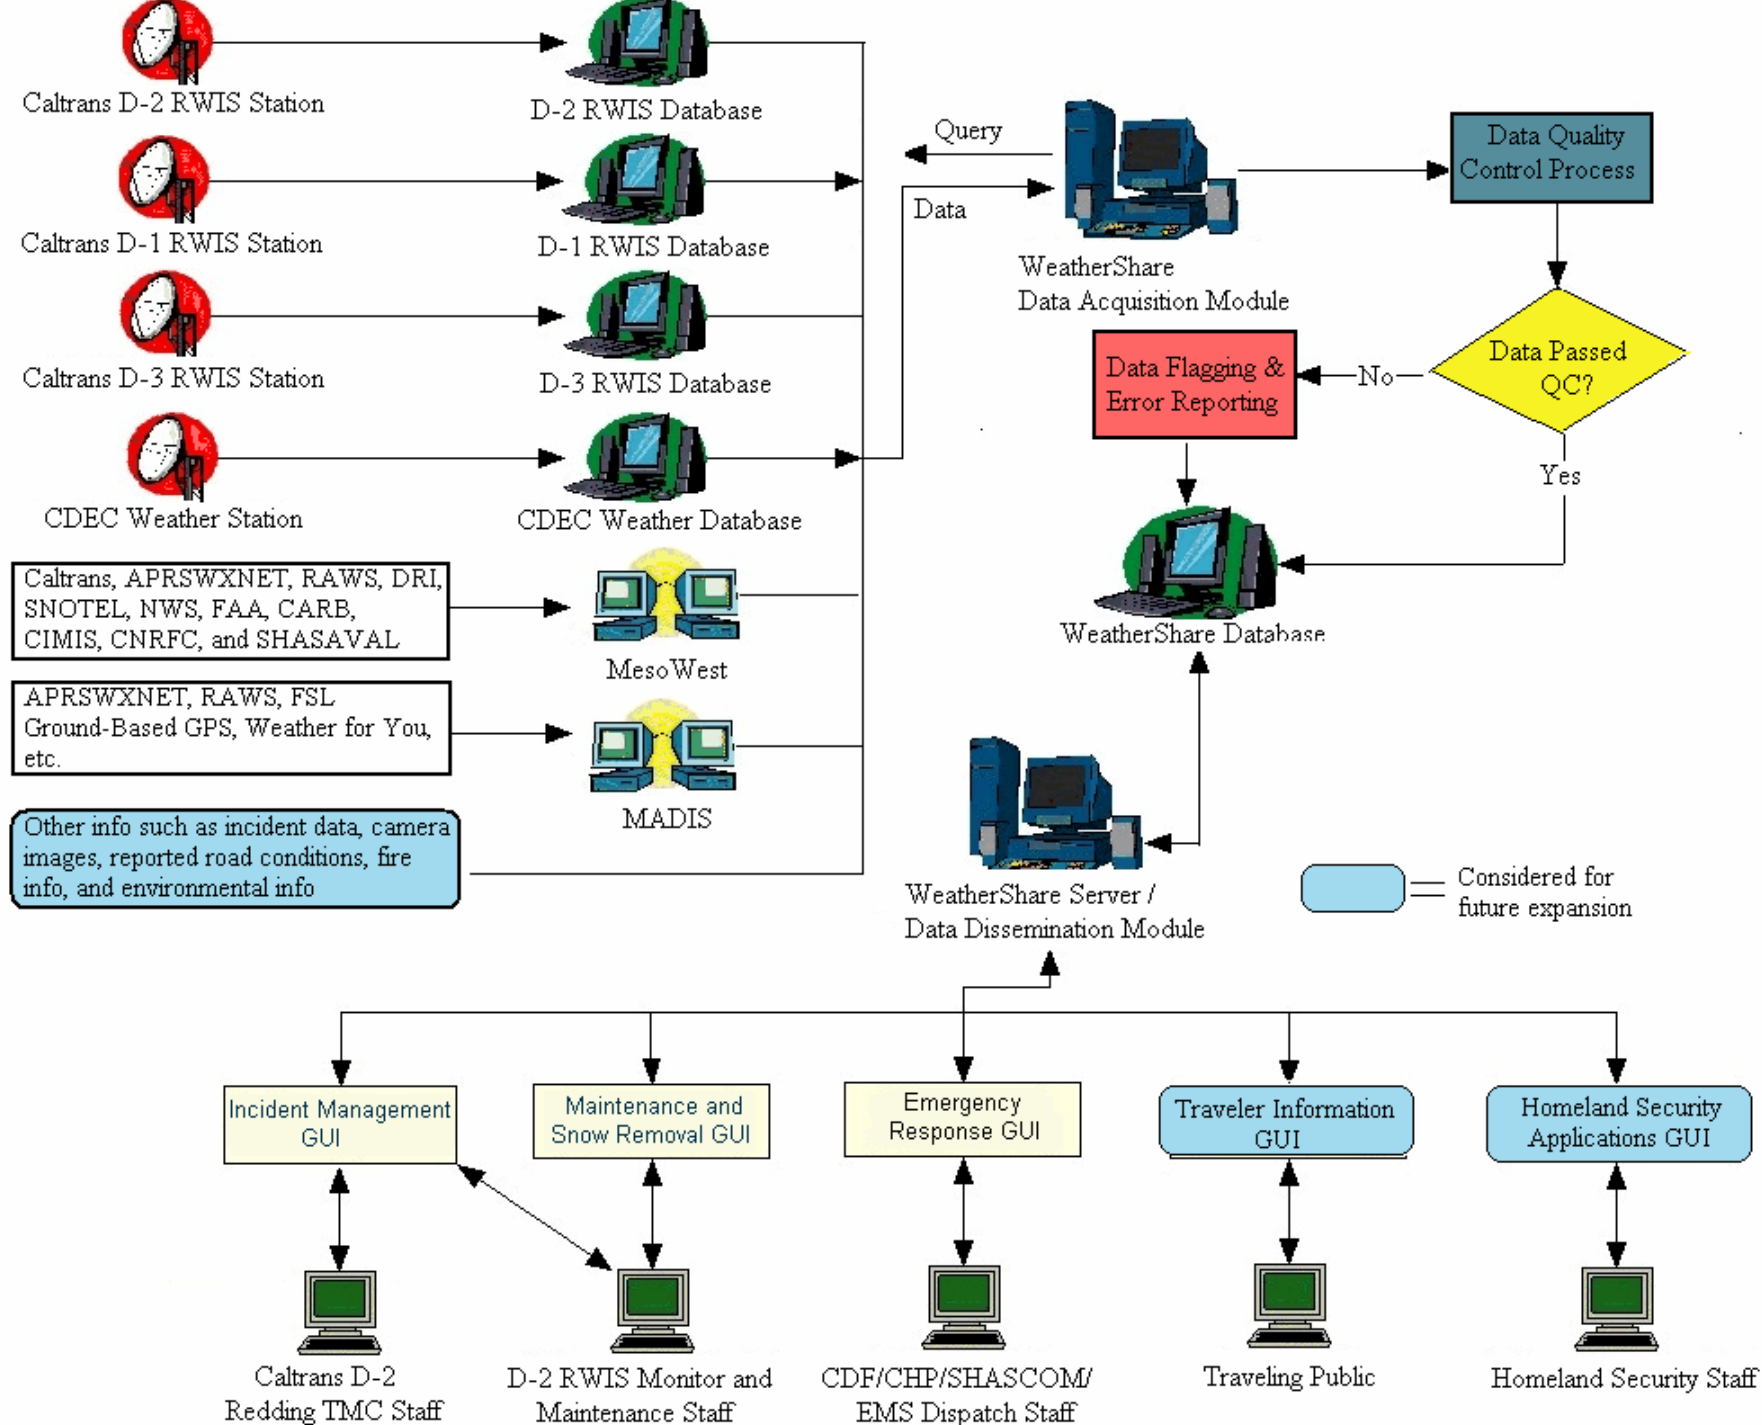 Caltrans D-2 RWIS Station
D-2 RWIS Database
Caltrans D-1 RWIS Station
D-1 RWIS Database
Caltrans D-3 RWIS Station
D-3 RWIS Database
CDEC Weather Station
CDEC Weather Database
Caltrans, APRSWXNET, RAWS, DRI,
SNOTEL, NWS, FAA, CARB,
CIMIS, CNRFC, and SHASAVAL
MesoWest
APRSWXNET, RAWS, FSL
Ground-Based GPS, Weather for You,
etc.
MADIS
Other info such as incident data, camera
images, reported road conditions, fire
info, and environmental info
Query
Data
WeatherShare
Data Acquisition Module
Data Quality
Control Process
Data Passed
QC?
No
Yes
Data Flagging &
Error Reporting
WeatherShare Database
WeatherShare Server /
Data Dissemination Module
Considered for
future expansion
Incident Management
GUI
Maintenance and
Snow Removal GUI
Emergency
Response GUI
Traveler Information
GUI
Homeland Security
Applications GUI
Caltrans D-2
Redding TMC Staff
D-2 RWIS Monitor and
Maintenance Staff
CDF/CHP/SHASCOM/
EMS Dispatch Staff
Traveling Public
Homeland Security Staff